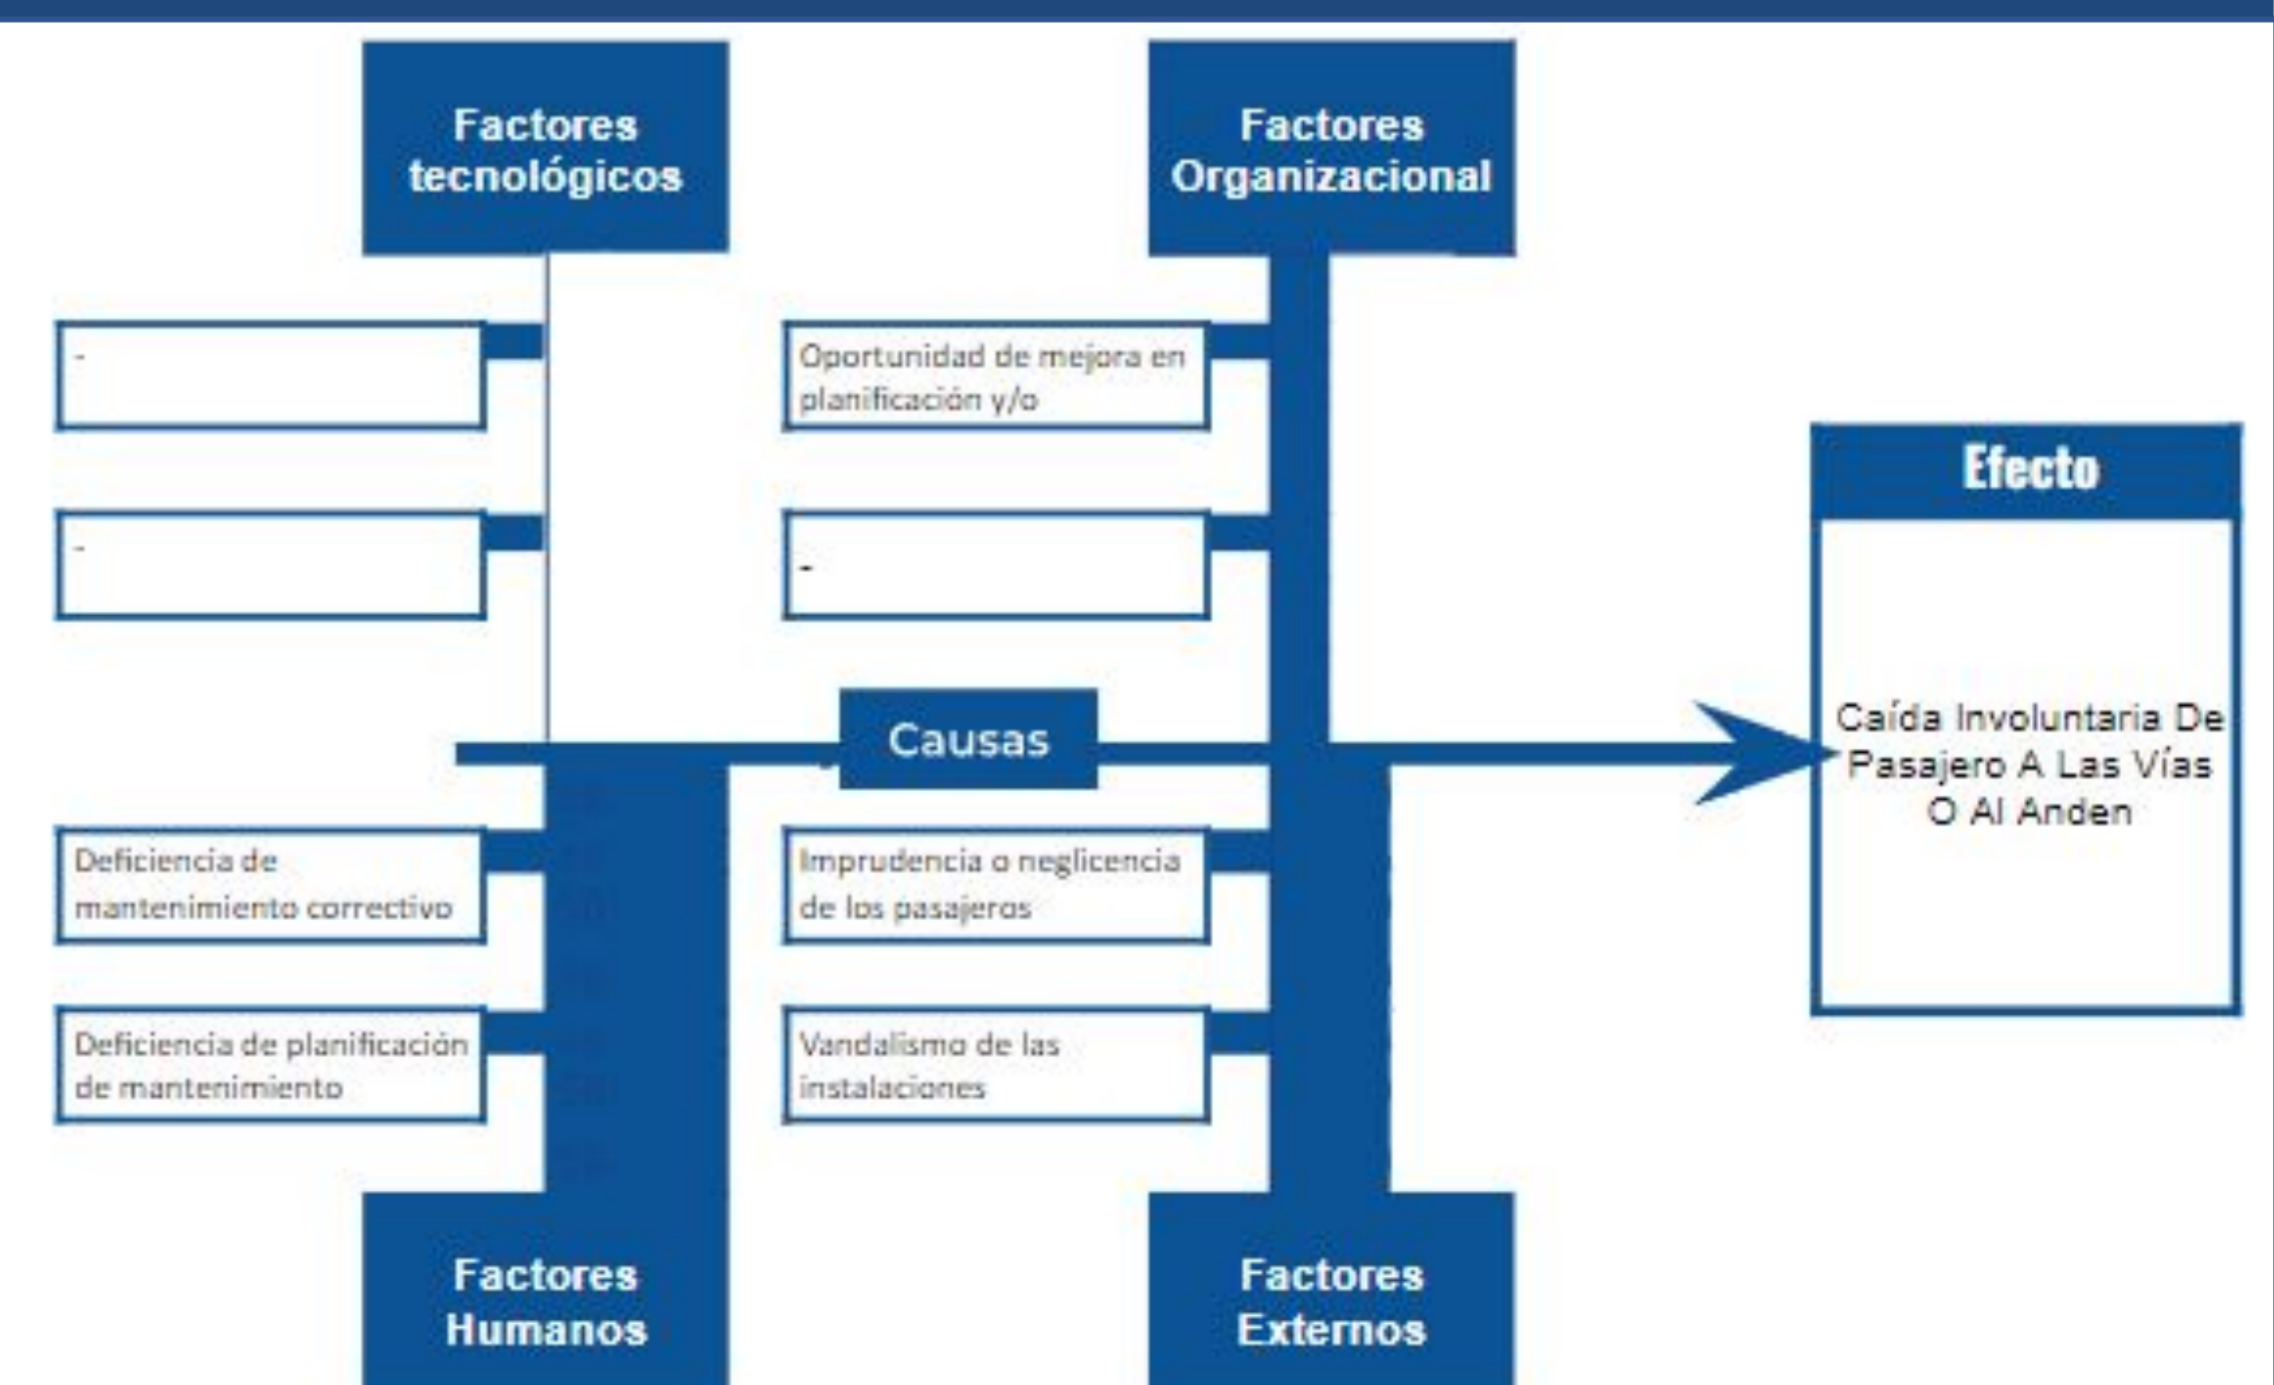 Factores
tecnológicos
Factores
Organizacional
-
Oportunidad de mejora en
planificación y/o
-
-
Efecto
Caída Involuntaria De
Pasajero A Las Vías
O Al Anden
Causas
Deficiencia de
mantenimiento correctivo
Imprudencia o neglicencia
de los pasajeros
Deficiencia de planificación
de mantenimiento
Vandalismo de las
instalaciones
Factores
Humanos
Factores
Externos